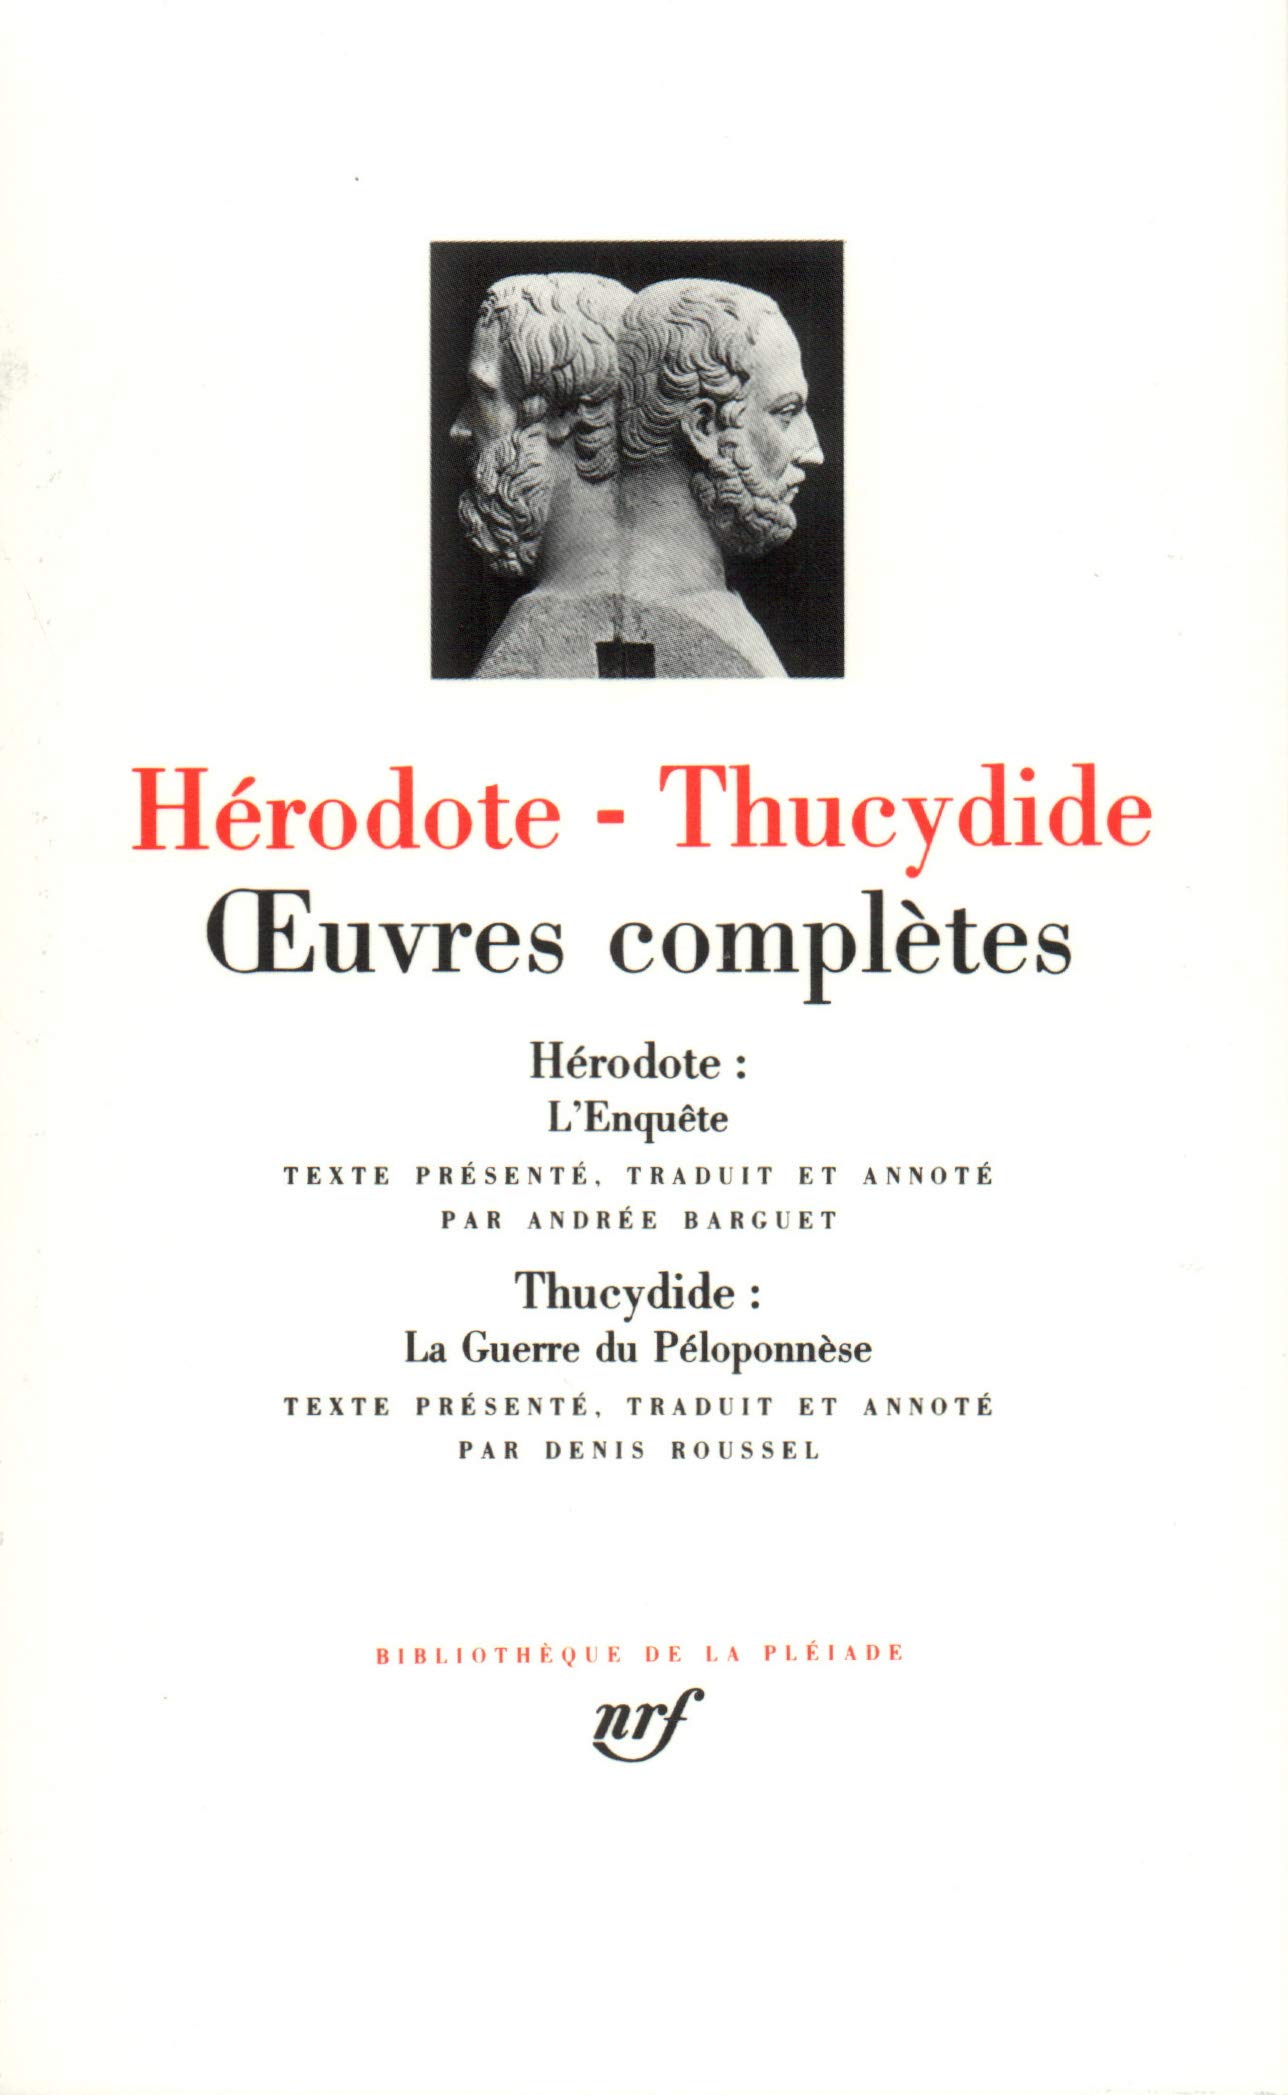 Hérodote - Thucydide
Œuvres complètes
Hérodote :
L'Enquête
TEXTE PRÉSENTÉ, TRADUIT ET ANNOTÉ
PAR ANDRÉE BARGUET
Thucydide :
La Guerre du Péloponnèse
TEXTE PRÉSENTÉ, TRADUIT ET ANNOTÉ
PAR DENIS ROUSSEL
BIBLIOTHÈQUE DE LA PLÉIADE
nrf